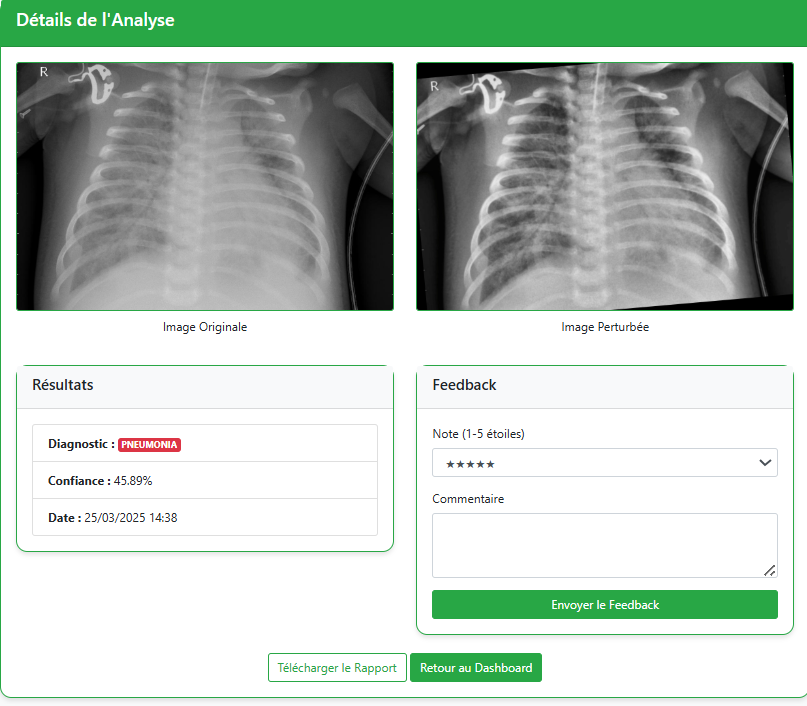 Détails de l'Analyse
R
R
Image Originale
Image Perturbée
Résultats
Diagnostic : PNEUMONIA
Confiance : 45.89%
Date : 25/03/2025 14:38
Feedback
Note (1-5 étoiles)
★★★★★
Commentaire
Envoyer le Feedback
Télécharger le Rapport
Retour au Dashboard